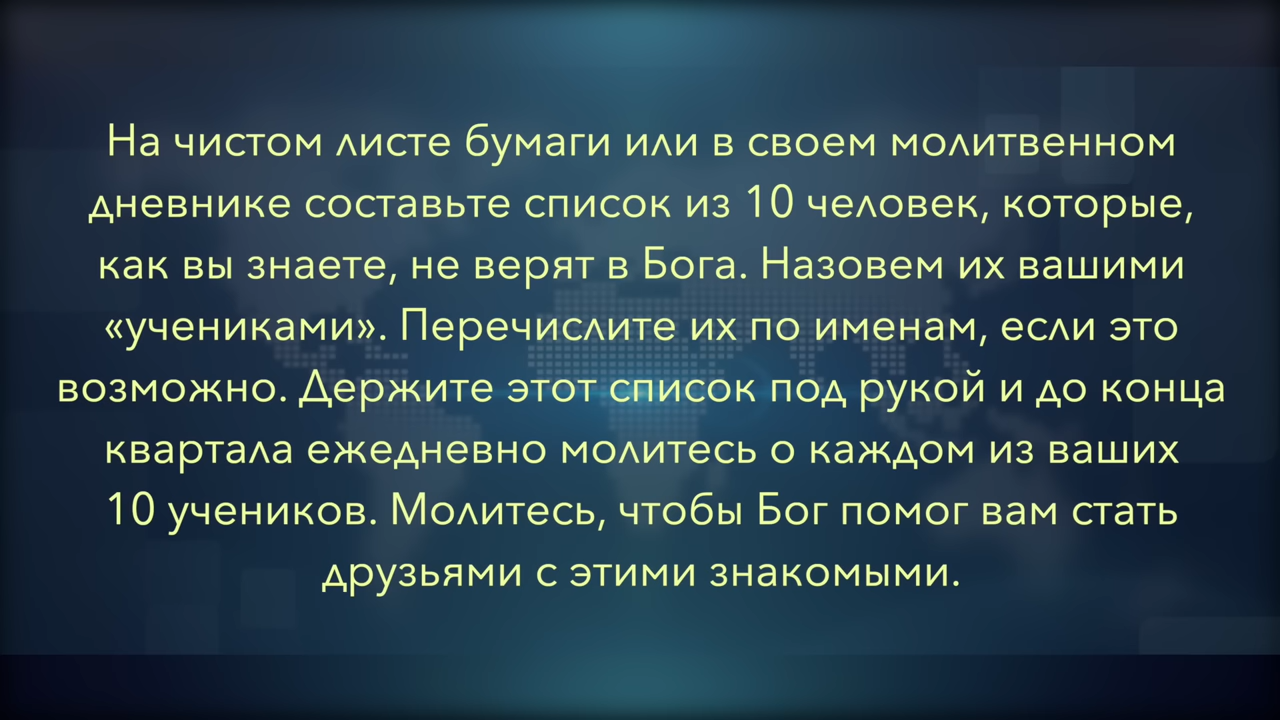 На чистом листе бумаги или в своем молитвенном
дневнике составьте список из 10 человек, которые,
как вы знаете, не верят в Бога. Назовем их вашими
«учениками». Перечислите их по именам, если это
возможно. Держите этот список под рукой и до конца
квартала ежедневно молитесь о каждом из ваших
10 учеников. Молитесь, чтобы Бог помог вам стать
друзьями с этими знакомыми.